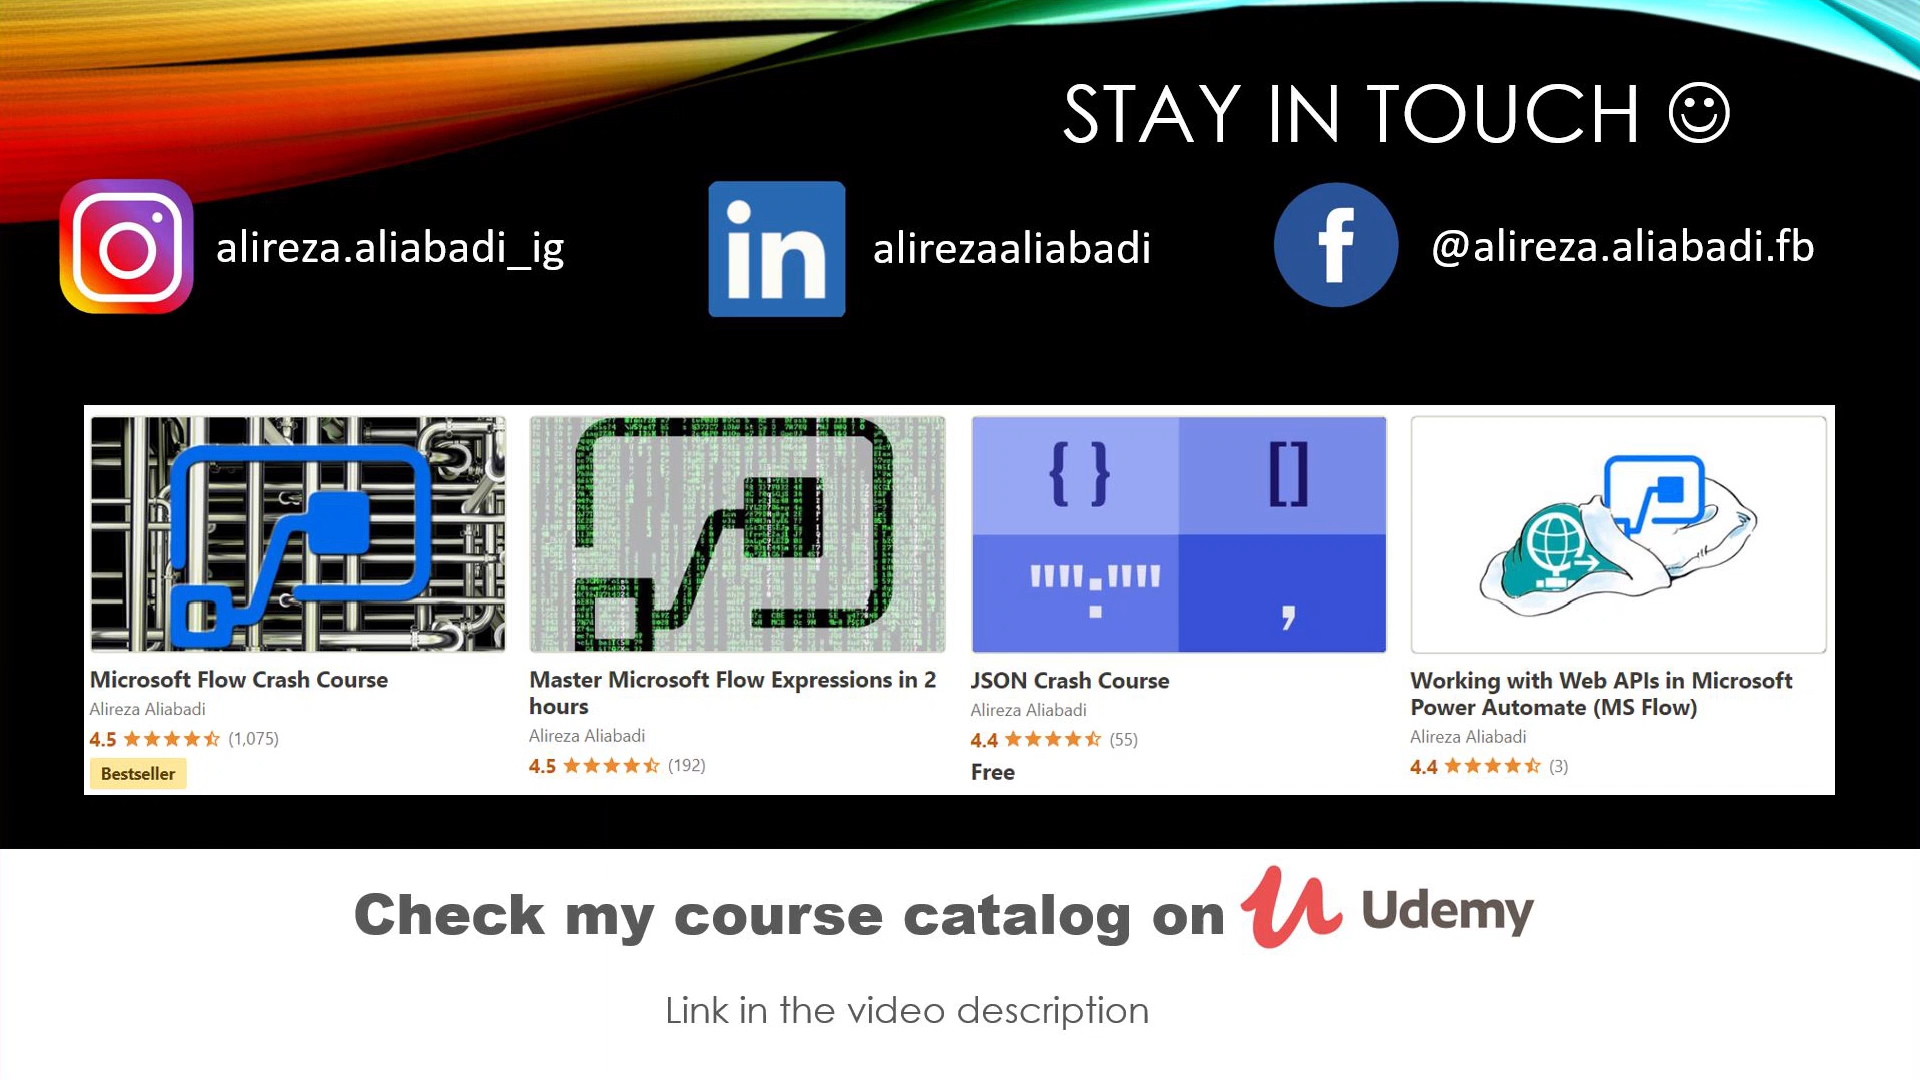 STAY IN TOUCH ☺
alireza.aliabadi_ig
in
alirezaaliabadi
f
@alireza.aliabadi.fb
{ } []
"":"" ,
Microsoft Flow Crash Course
Alireza Aliabadi
4.5 (1,075)
Bestseller
Master Microsoft Flow Expressions in 2
hours
Alireza Aliabadi
4.5 (192)
JSON Crash Course
Alireza Aliabadi
4.4 (55)
Free
Working with Web APIs in Microsoft
Power Automate (MS Flow)
Alireza Aliabadi
4.4 (3)
Check my course catalog on Udemy
Link in the video description